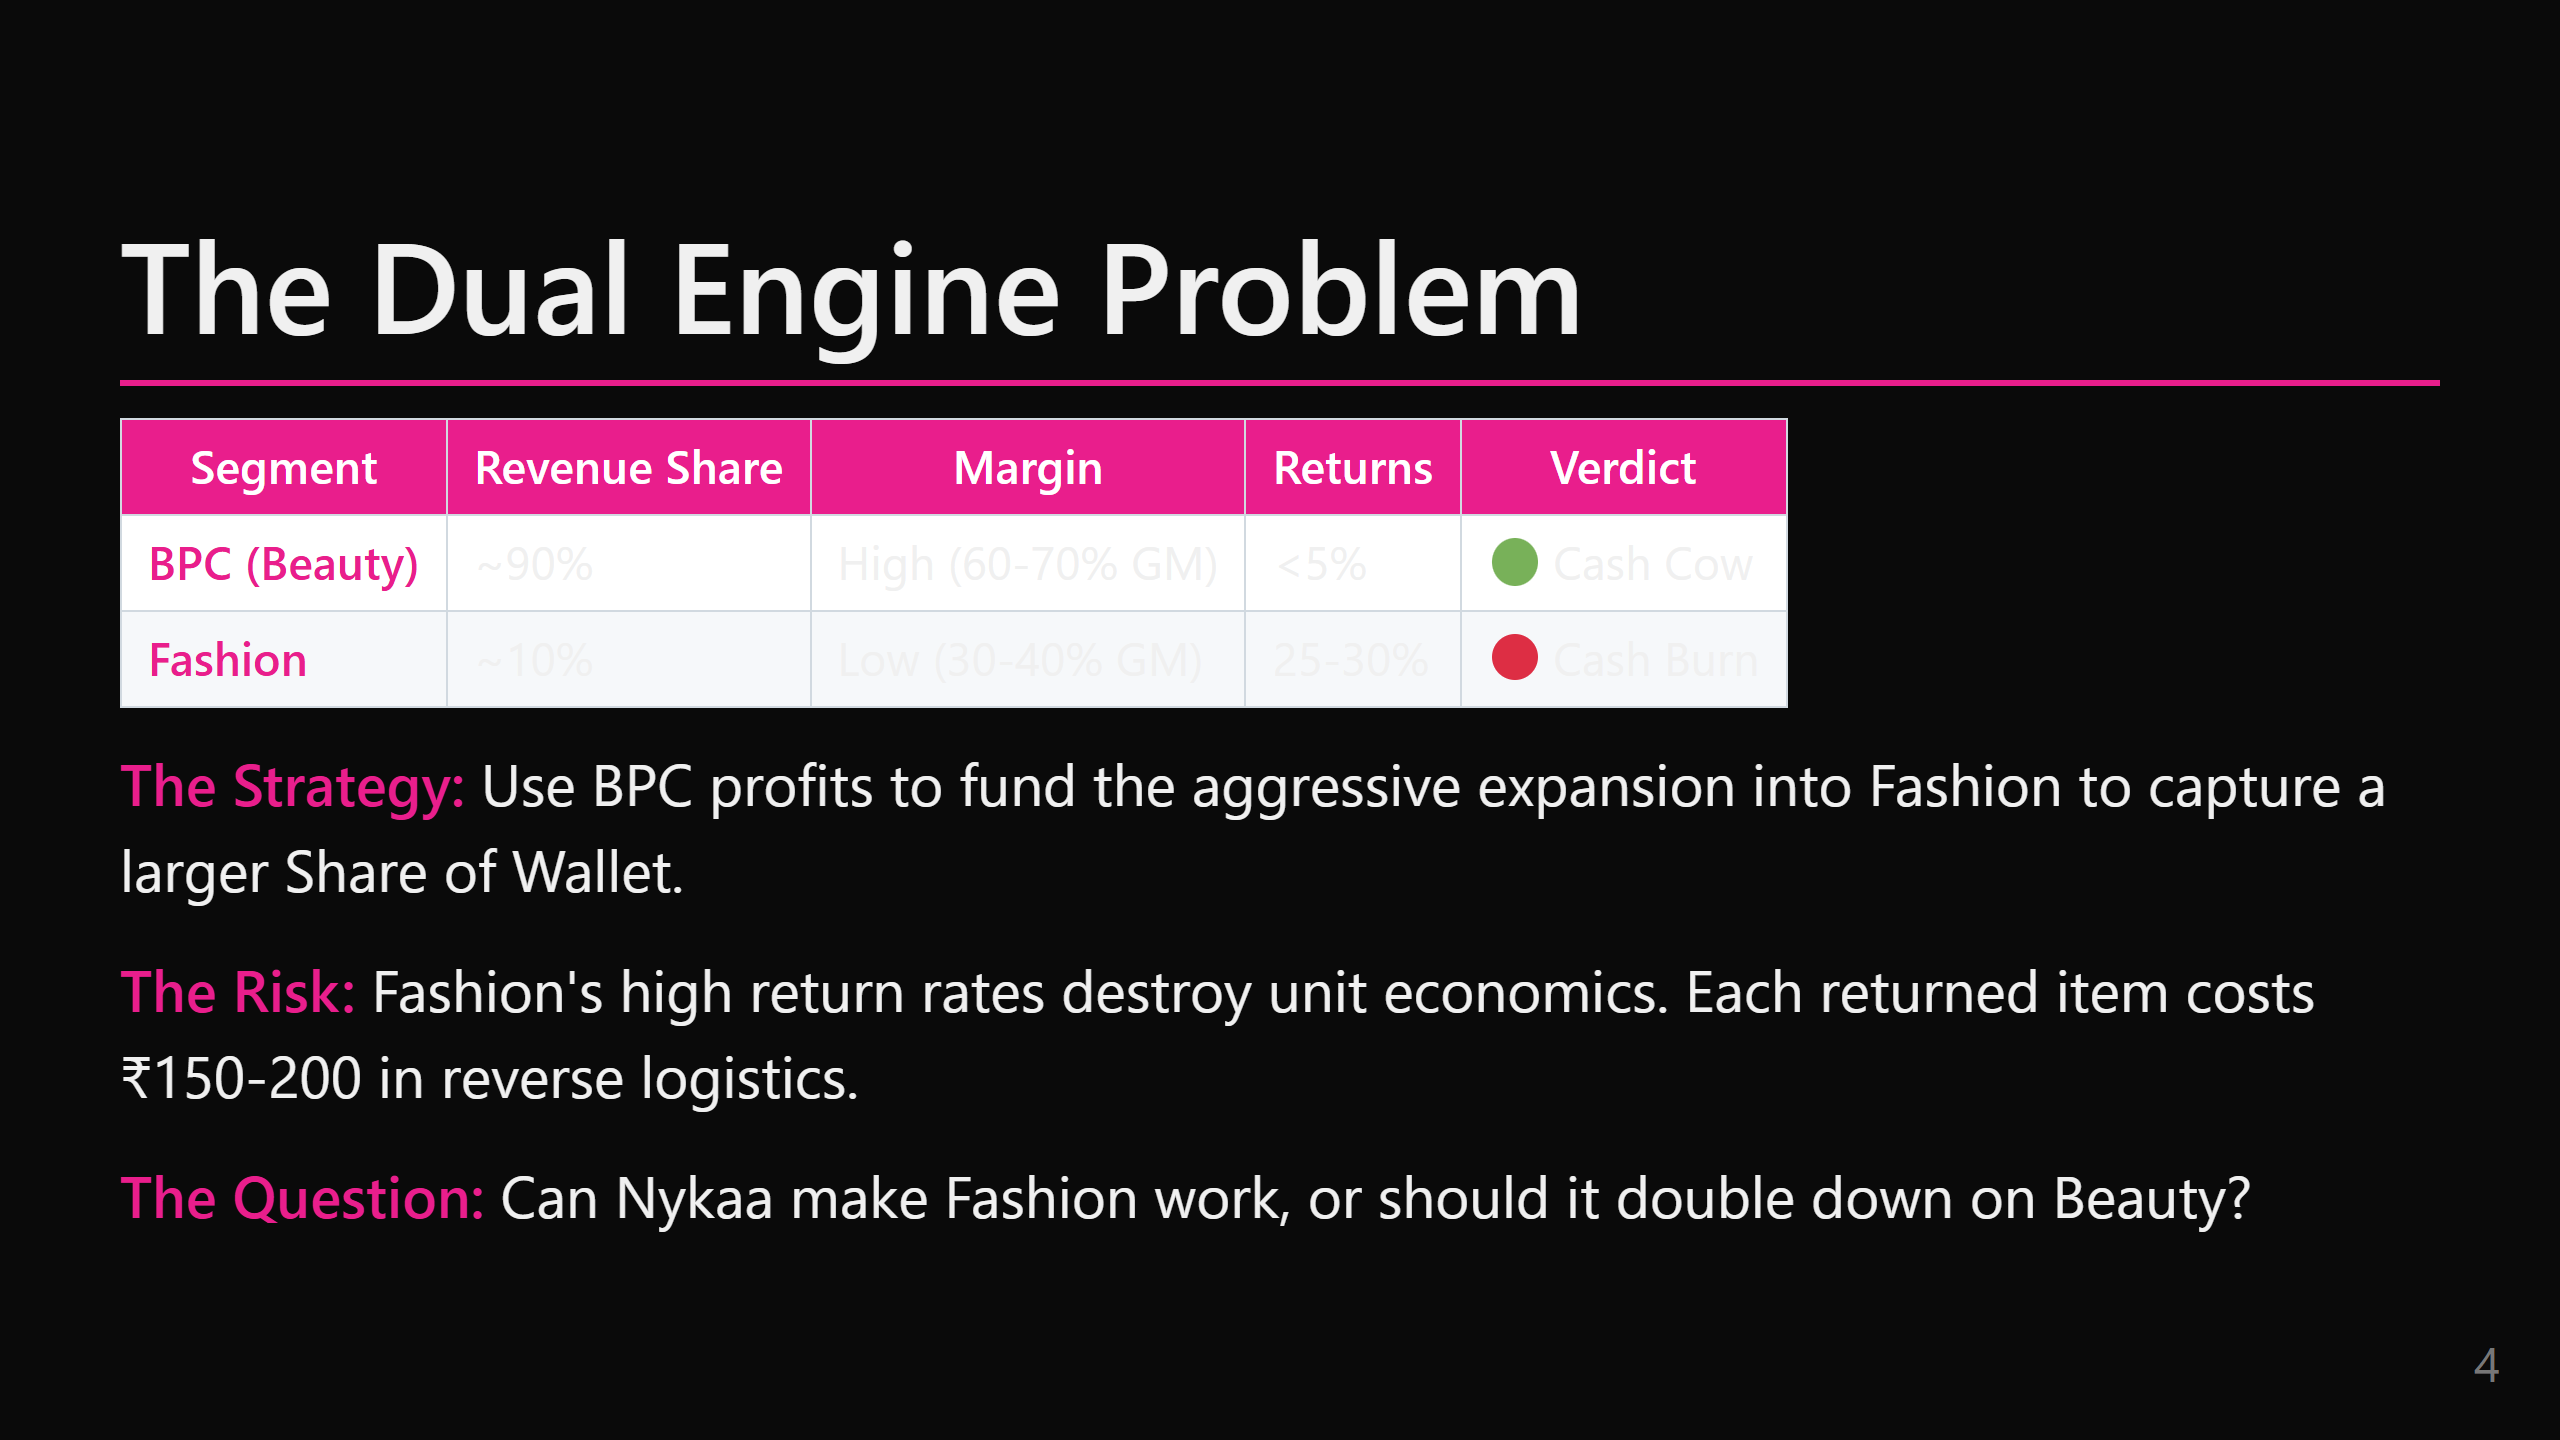 The Dual Engine Problem
Segment Revenue Share Margin Returns Verdict
BPC (Beauty) ~90% High (60-70% GM) <5% Cash Cow
Fashion ~10% Low (30-40% GM) 25-30% Cash Burn
The Strategy: Use BPC profits to fund the aggressive expansion into Fashion to capture a
larger Share of Wallet.
The Risk: Fashion's high return rates destroy unit economics. Each returned item costs
₹150-200 in reverse logistics.
The Question: Can Nykaa make Fashion work, or should it double down on Beauty?
4